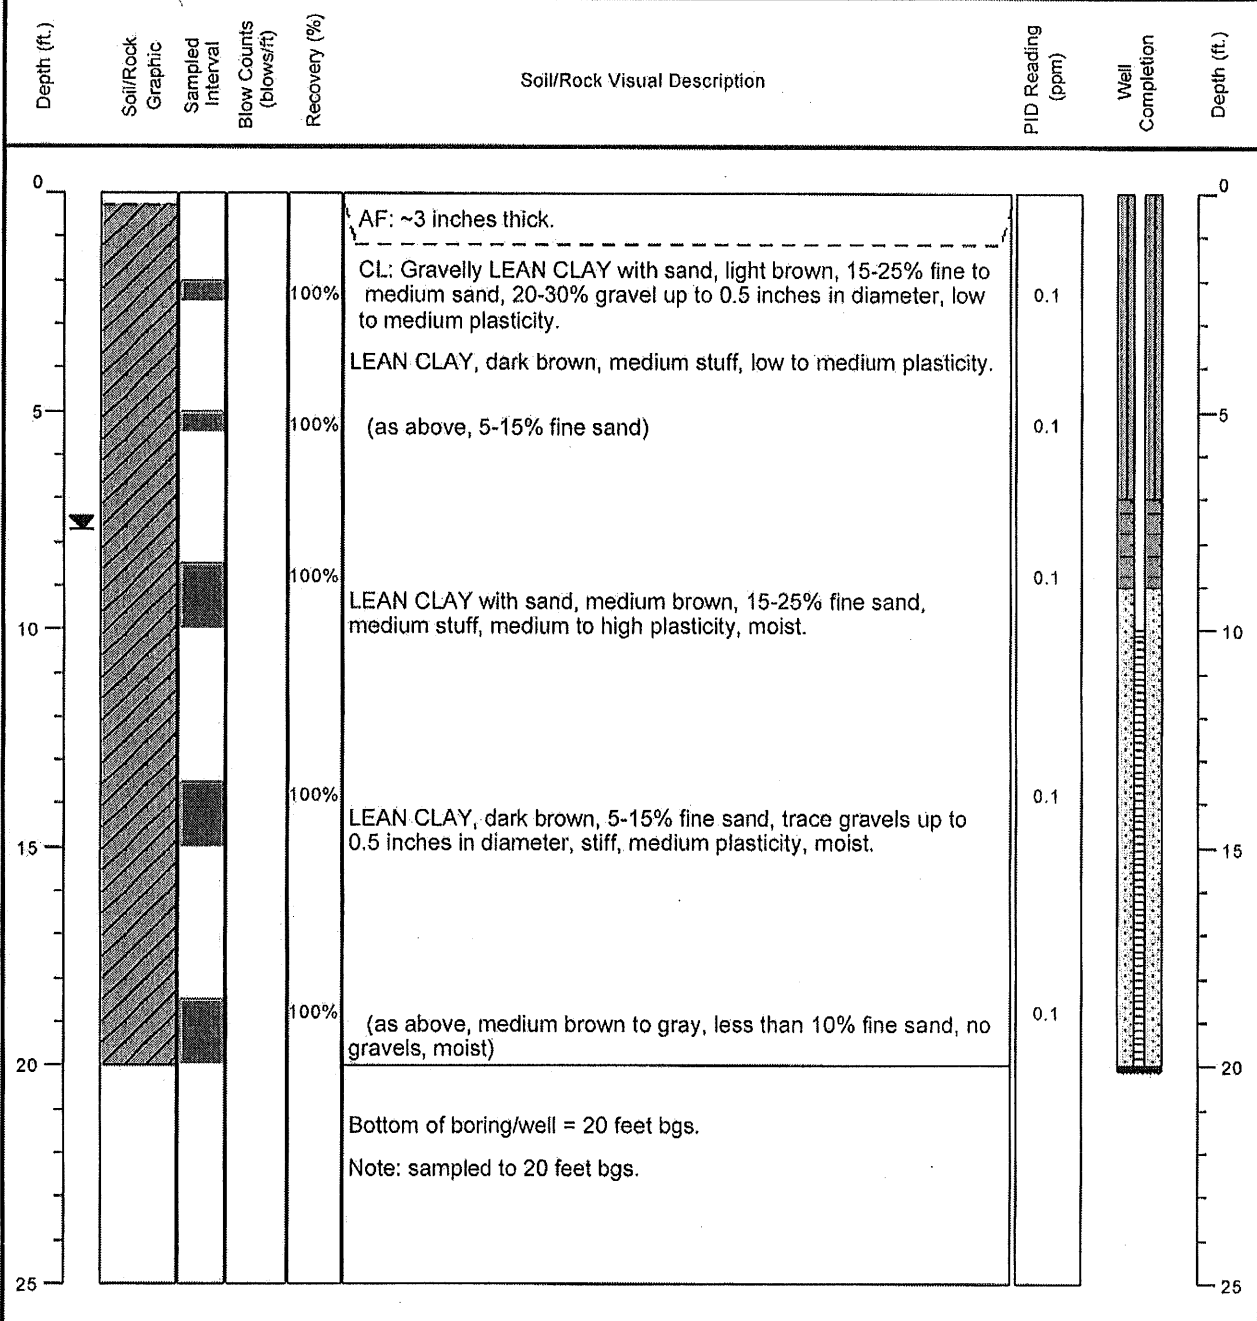 Depth (ft.)
Soil/Rock
Graphic
Sampled
Interval
Blow Counts
(blows/ft)
Recovery (%)
Soil/Rock Visual Description
PID Reading
(ppm)
Well
Completion
Depth (ft.)
0
0
AF: ~3 inches thick.
CL: Gravelly LEAN CLAY with sand, light brown, 15-25% fine to
100% medium sand, 20-30% gravel up to 0.5 inches in diameter, low 0.1
to medium plasticity.
LEAN CLAY, dark brown, medium stuff, low to medium plasticity.
5 100% (as above, 5-15% fine sand) 0.1 5
100% 0.1
LEAN CLAY with sand, medium brown, 15-25% fine sand,
10 medium stuff, medium to high plasticity, moist. 10
100% 0.1
LEAN CLAY, dark brown, 5-15% fine sand, trace gravels up to
15 0.5 inches in diameter, stiff, medium plasticity, moist. 15
100% 0.1
(as above, medium brown to gray, less than 10% fine sand, no
gravels, moist)
20 20
Bottom of boring/well = 20 feet bgs.
Note: sampled to 20 feet bgs.
25 25